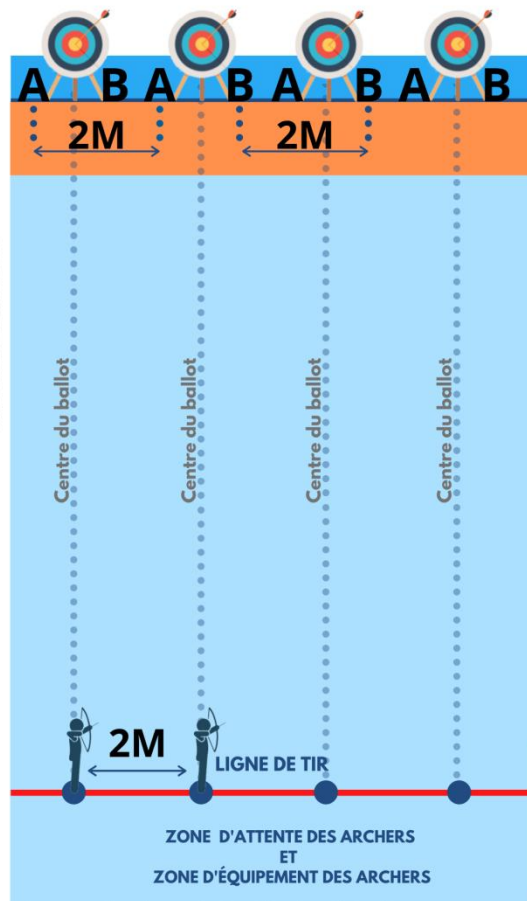 A B A B A B A B
2M 2M
Centre du ballot
Centre du ballot
Centre du ballot
Centre du ballot
2M
LIGNE DE TIR
ZONE D'ATTENTE DES ARCHERS
ET
ZONE D'ÉQUIPEMENT DES ARCHERS